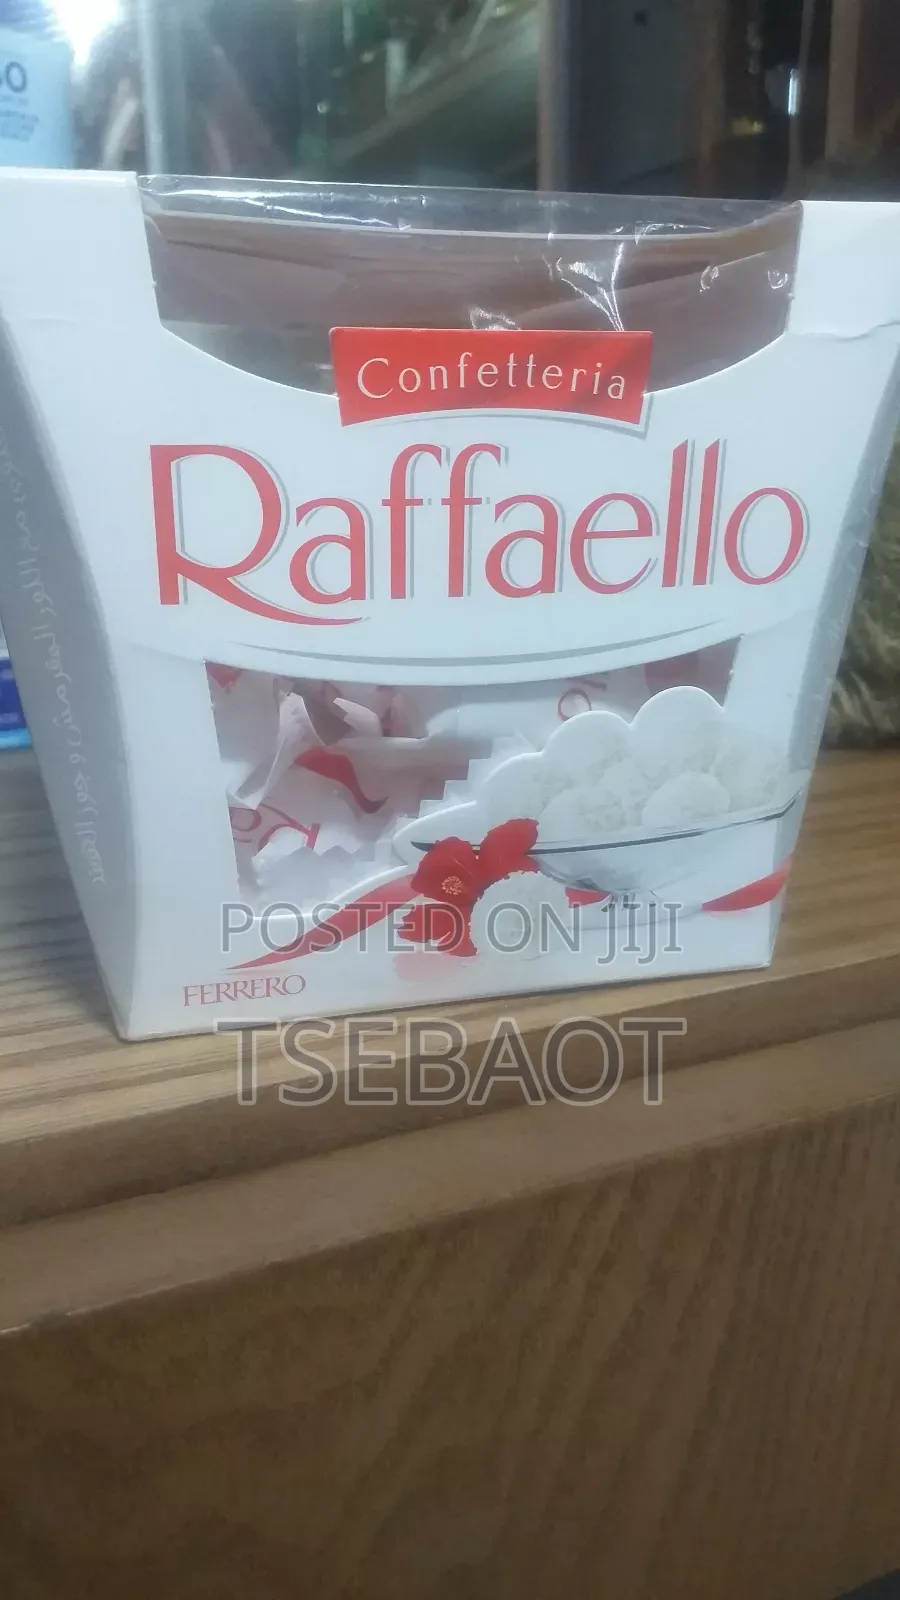 Confetteria
Raffaello
FERRERO
POSTED ON JIJI
TSEBAOT